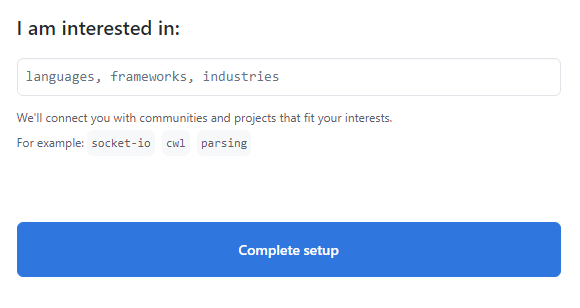 I am interested in:
languages, frameworks, industries
We'll connect you with communities and projects that fit your interests.
For example: socket-io cwl parsing
Complete setup